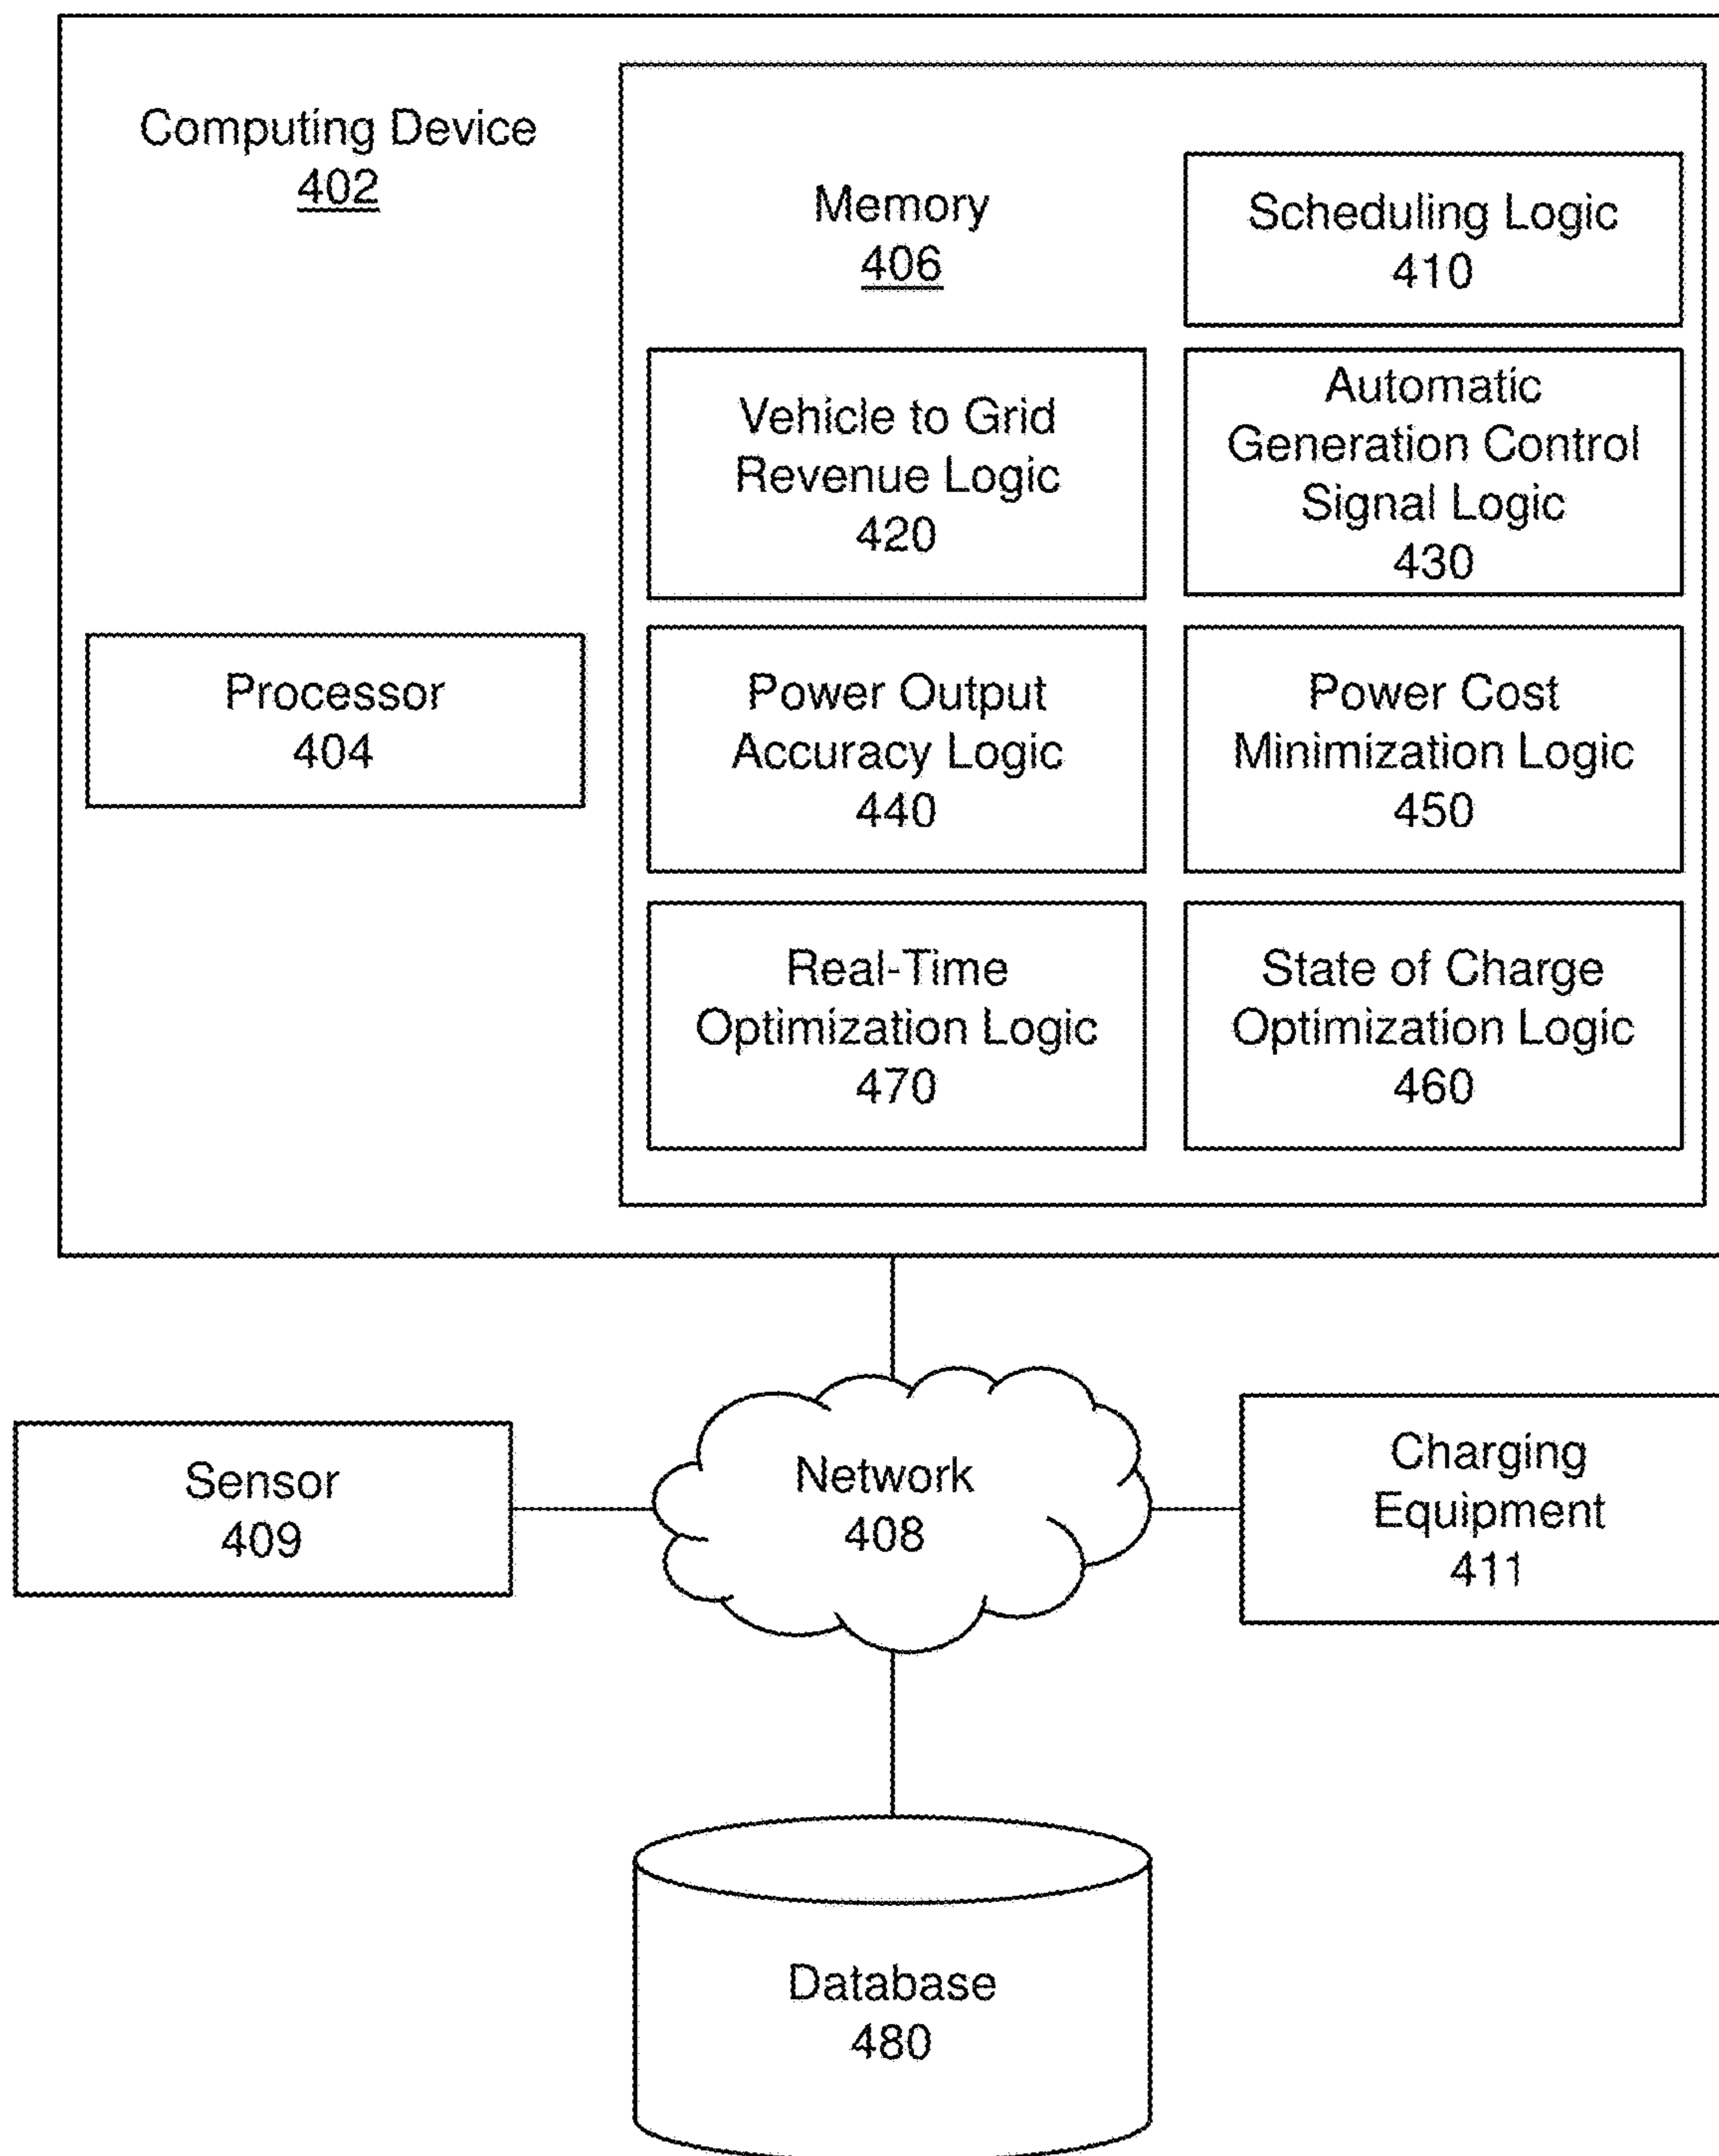 Computing Device
402
Memory
406
Scheduling Logic
410
Vehicle to Grid
Revenue Logic
420
Automatic
Generation Control
Signal Logic
430
Processor
404
Power Output
Accuracy Logic
440
Power Cost
Minimization Logic
450
Real-Time
Optimization Logic
470
State of Charge
Optimization Logic
460
Sensor
409
Network
408
Charging
Equipment
411
Database
480